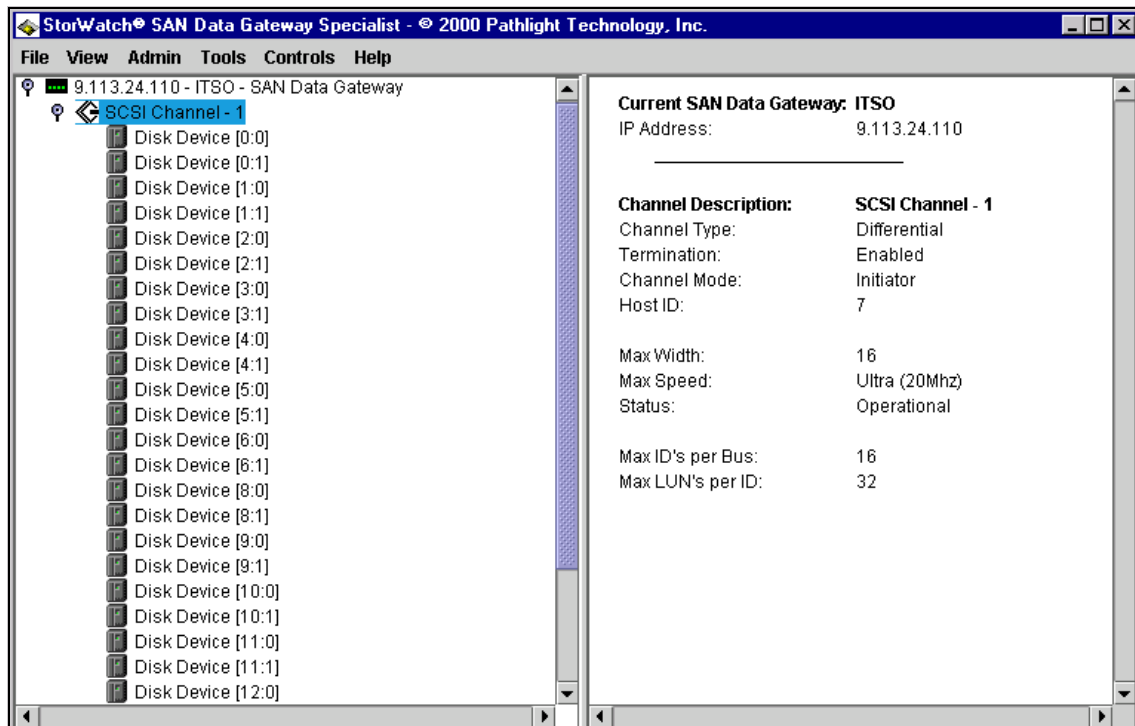 StorWatch® SAN Data Gateway Specialist - © 2000 Pathlight Technology, Inc.
File View Admin Tools Controls Help
9.113.24.110 - ITSO - SAN Data Gateway
SCSI Channel - 1
Disk Device [0:0]
Disk Device [0:1]
Disk Device [1:0]
Disk Device [1:1]
Disk Device [2:0]
Disk Device [2:1]
Disk Device [3:0]
Disk Device [3:1]
Disk Device [4:0]
Disk Device [4:1]
Disk Device [5:0]
Disk Device [5:1]
Disk Device [6:0]
Disk Device [6:1]
Disk Device [8:0]
Disk Device [8:1]
Disk Device [9:0]
Disk Device [9:1]
Disk Device [10:0]
Disk Device [10:1]
Disk Device [11:0]
Disk Device [11:1]
Disk Device [12:0]
Current SAN Data Gateway: ITSO
IP Address: 9.113.24.110
Channel Description: SCSI Channel - 1
Channel Type: Differential
Termination: Enabled
Channel Mode: Initiator
Host ID: 7
Max Width: 16
Max Speed: Ultra (20Mhz)
Status: Operational
Max ID's per Bus: 16
Max LUN's per ID: 32